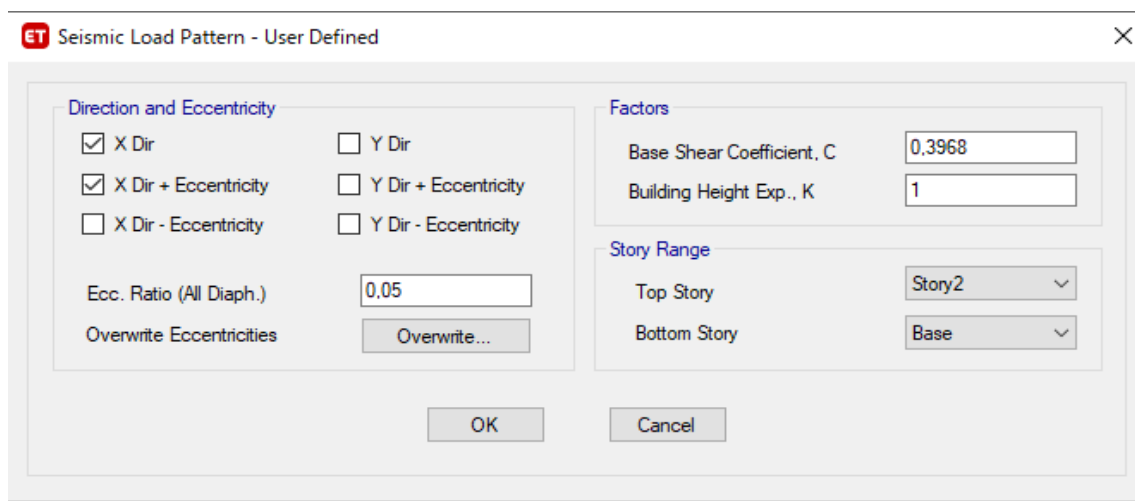 ET Seismic Load Pattern - User Defined
Direction and Eccentricity
X Dir
Y Dir
X Dir + Eccentricity
Y Dir + Eccentricity
X Dir - Eccentricity
Y Dir - Eccentricity
Ecc. Ratio (All Diaph.)
0,05
Overwrite Eccentricities
Overwrite...
Factors
Base Shear Coefficient, C
0,3968
Building Height Exp., K
1
Story Range
Top Story
Story2
Bottom Story
Base
OK
Cancel